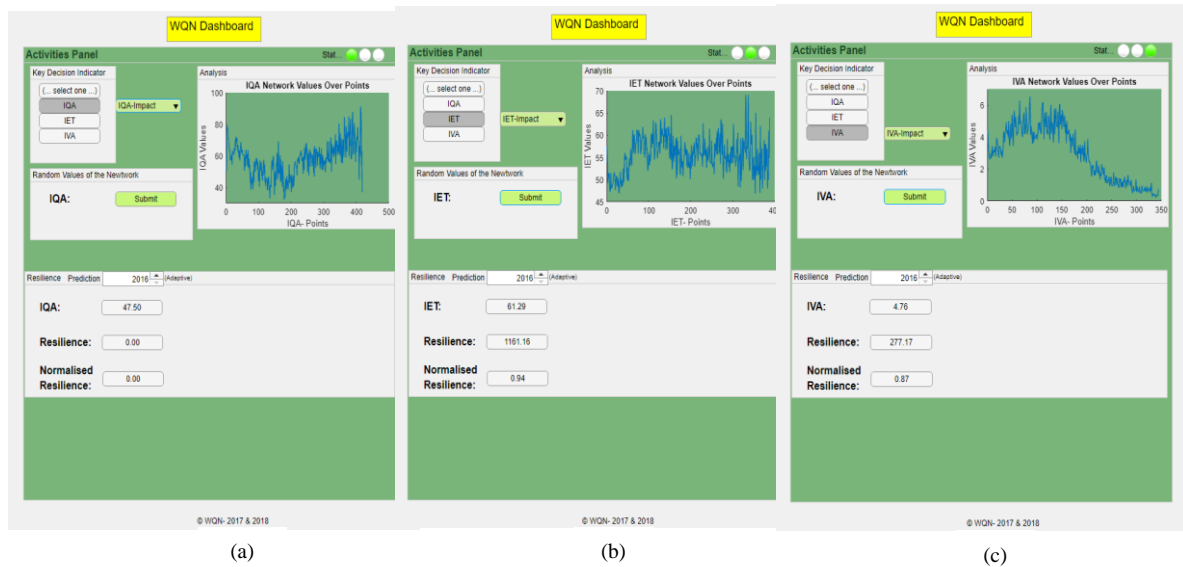 WQN Dashboard
Activities Panel
Stat...
Key Decision Indicator
(... select one ...)
IQA
IET
IVA
IQA-Impact
Analysis
IQA Network Values Over Points
100
80
60
40
IQA Values
0 100 200 300 400 500
IQA- Points
Random Values of the Newtwork
IQA:
Submit
Resilience Prediction 2016 (Adaptive)
IQA: 47.50
Resilience: 0.00
Normalised
Resilience: 0.00
© WQN- 2017 & 2018
(a)
WQN Dashboard
Activities Panel
Stat...
Key Decision Indicator
(... select one ...)
IQA
IET
IVA
IET-Impact
Analysis
IET Network Values Over Points
70
65
60
55
50
45
IET Values
0 100 200 300 40
IET- Points
Random Values of the Newtwork
IET:
Submit
Resilience Prediction 2016 (Adaptive)
IET: 61.29
Resilience: 1161.16
Normalised
Resilience: 0.94
© WQN- 2017 & 2018
(b)
WQN Dashboard
Activities Panel
Stat...
Key Decision Indicator
(... select one ...)
IQA
IET
IVA
IVA-Impact
Analysis
IVA Network Values Over Points
6
4
2
0
IVA Values
0 50 100 150 200 250 300 350
IVA- Points
Random Values of the Newtwork
IVA:
Submit
Resilience Prediction 2016 (Adaptive)
IVA: 4.76
Resilience: 277.17
Normalised
Resilience: 0.87
© WQN- 2017 & 2018
(c)